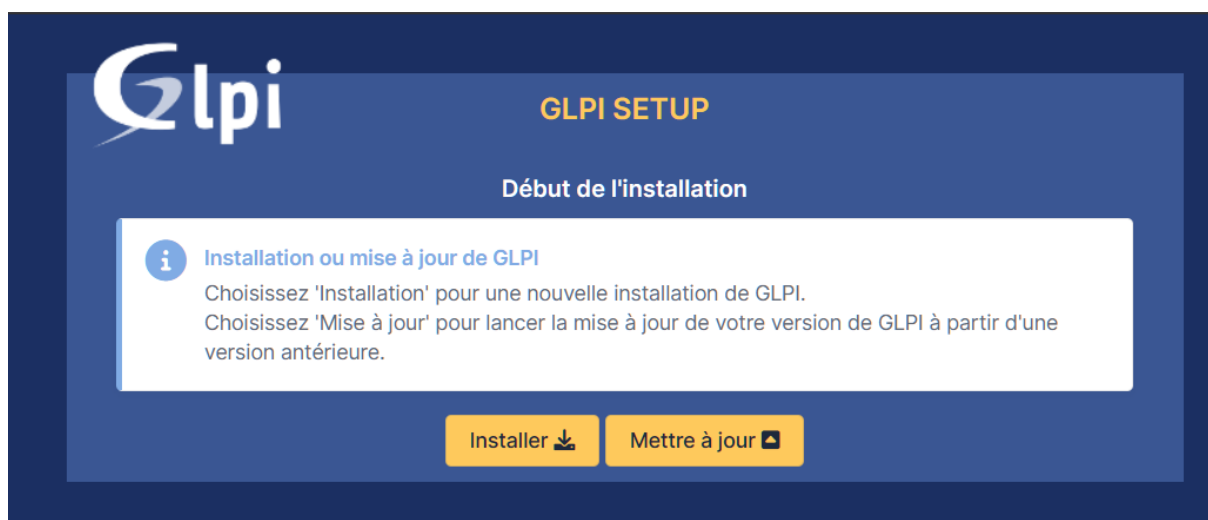 Glpi
GLPI SETUP
Début de l'installation
Installation ou mise à jour de GLPI
Choisissez 'Installation' pour une nouvelle installation de GLPI.
Choisissez 'Mise à jour' pour lancer la mise à jour de votre version de GLPI à partir d'une
version antérieure.
Installer
Mettre à jour